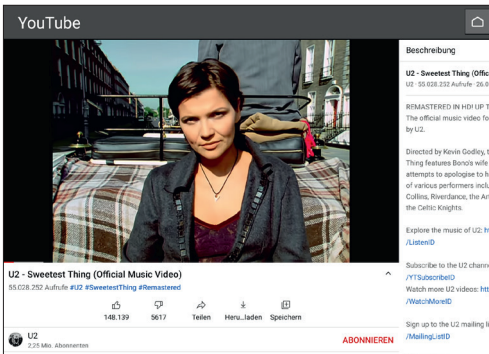 YouTube
Beschreibung
U2 - Sweetest Thing (Offic
U2 · 55.028.252 Aufrufe · 26.0
REMASTERED IN HD! UP T
The official music video fo
by U2.
Directed by Kevin Godley, t
Thing features Bono's wife
attempts to apologise to h
of various performers inclu
Collins, Riverdance, the Ar
the Celtic Knights.
Explore the music of U2: ht
/ListenID
Subscribe to the U2 channe
/YTSubscribeID
Watch more U2 videos: htt
/WatchMoreID
Sign up to the U2 mailing li
/MailingListID
U2 - Sweetest Thing (Official Music Video)
55.028.252 Aufrufe #U2 #SweetestThing #Remastered
148.139 5617 Teilen Heru...laden Speichern
U2
2,25 Mio. Abonnenten
ABONNIEREN